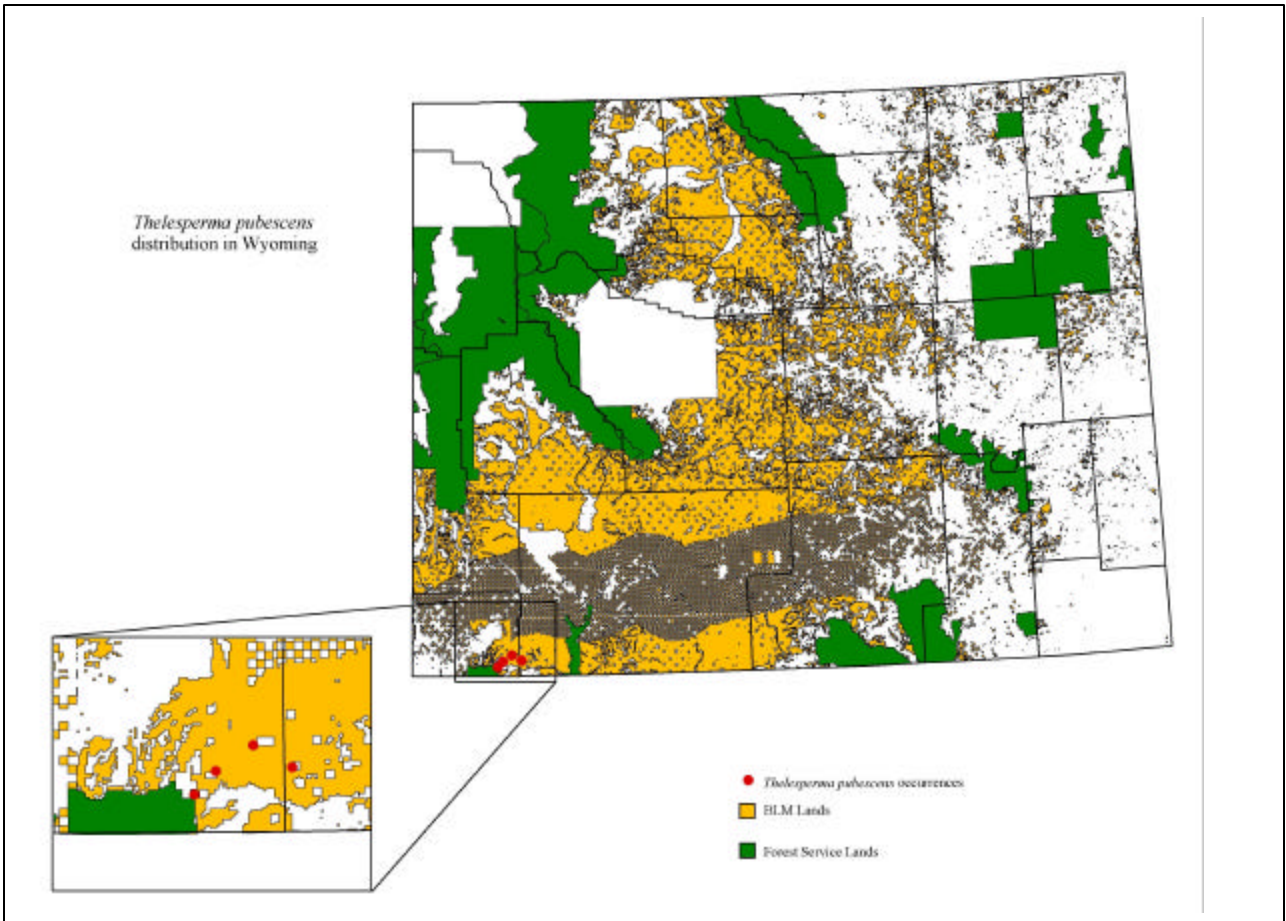 Thelesperma pubescens
distribution in Wyoming
Thelesperma pubescens occurrences
BLM Lands
Forest Service Lands